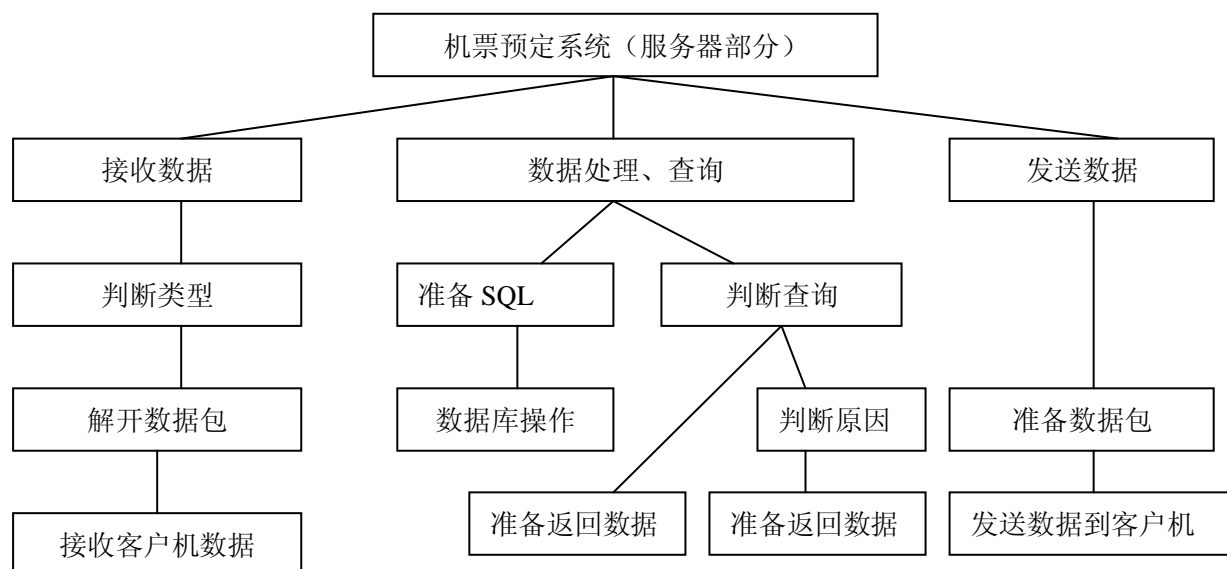 机票预定系统（服务器部分）
接收数据
数据处理、查询
发送数据
判断类型
准备 SQL
判断查询
解开数据包
数据库操作
判断原因
准备数据包
接收客户机数据
准备返回数据
准备返回数据
发送数据到客户机